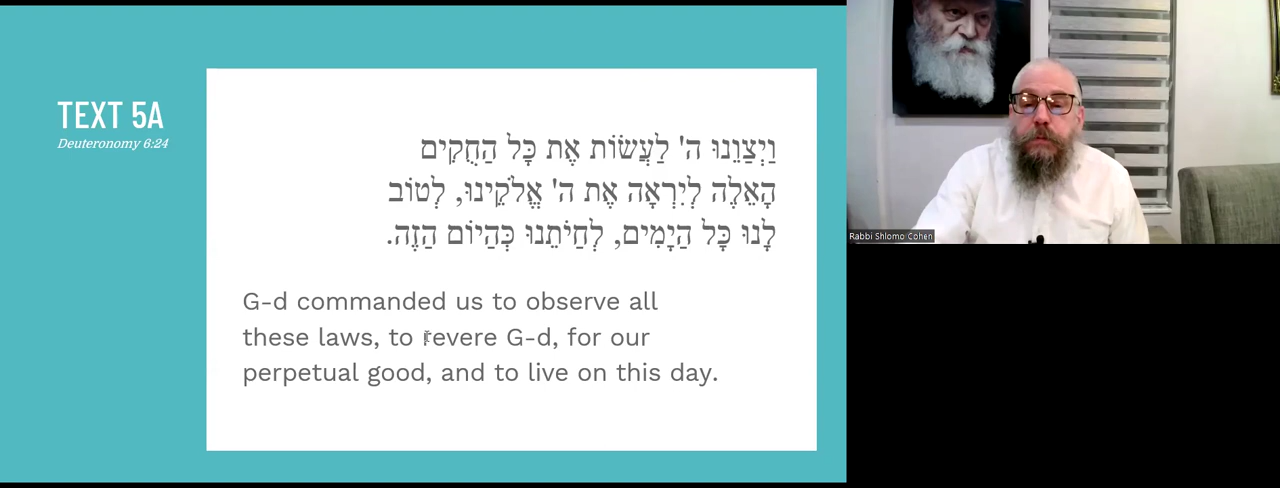 TEXT 5A
Deuteronomy 6:24
וַיְצַוֵּנוּ ה' לַעֲשׂוֹת אֶת כָּל הַחֻקִּים
הָאֵלֶּה לְיִרְאָה אֶת ה' אֱלֹקֵינוּ, לְטוֹב
לָנוּ כָּל הַיָּמִים, לְחַיֹּתֵנוּ כְּהַיּוֹם הַזֶּה.
G-d commanded us to observe all
these laws, to revere G-d, for our
perpetual good, and to live on this day.
Rabbi Shlomo Cohen